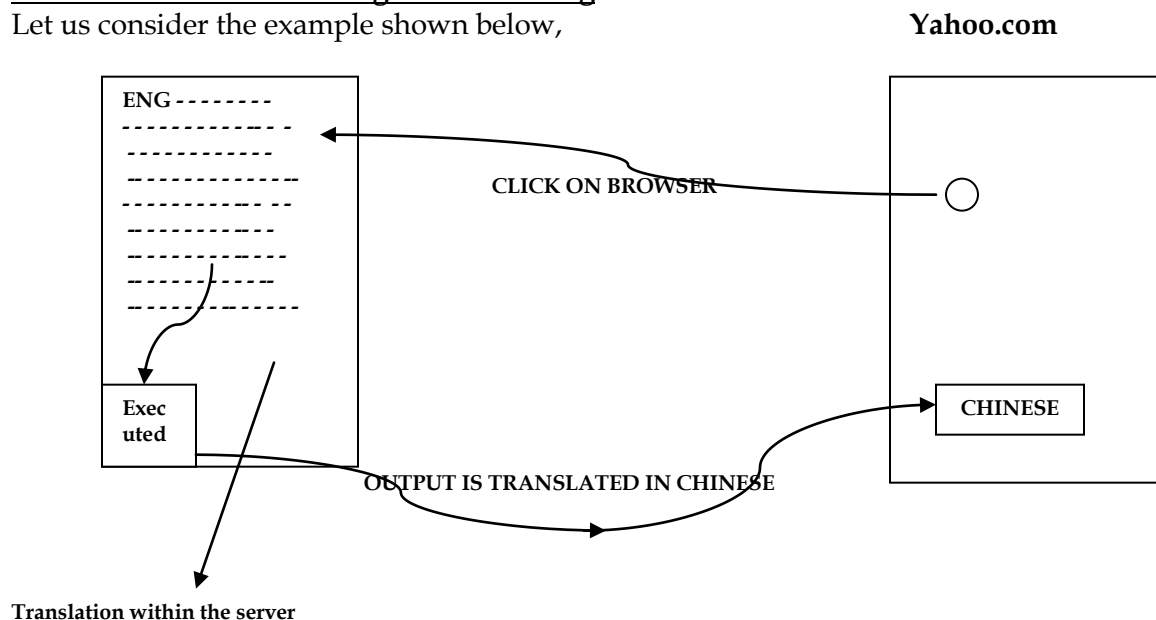 Let us consider the example shown below, Yahoo.com
ENG - - - - - - - -
- - - - - - - - - - -- - -
- - - - - - - - - - - -
-- - - - - - - - - - - --
- - - - - - - - - - -- - -
-- - - - - - - - -- - -
-- - - - - - - - -- - - -
-- - - - - - - - - - --
-- - - - - - - -- - - - - -
CLICK ON BROWSER
Exec
uted
CHINESE
OUTPUT IS TRANSLATED IN CHINESE
Translation within the server